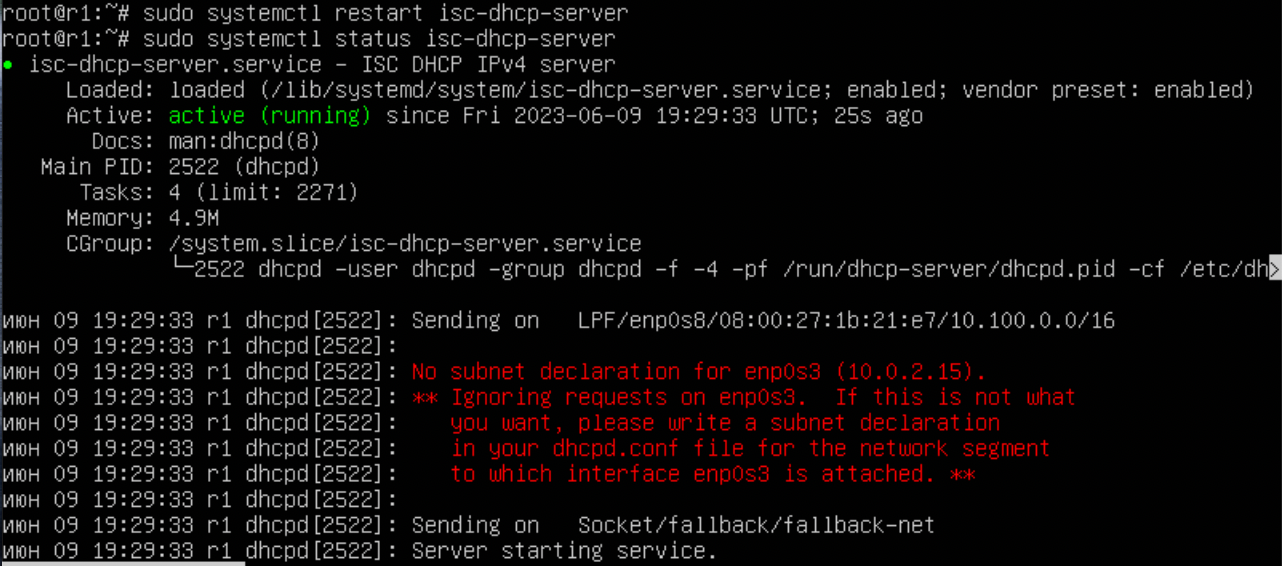 root@r1:~# sudo systemctl restart isc-dhcp-server
root@r1:~# sudo systemctl status isc-dhcp-server
● isc-dhcp-server.service – ISC DHCP IPv4 server
Loaded: loaded (/lib/systemd/system/isc-dhcp-server.service; enabled; vendor preset: enabled)
Active: active (running) since Fri 2023-06-09 19:29:33 UTC; 25s ago
Docs: man:dhcpd(8)
Main PID: 2522 (dhcpd)
Tasks: 4 (limit: 2271)
Memory: 4.9M
CGroup: /system.slice/isc-dhcp-server.service
└─2522 dhcpd -user dhcpd -group dhcpd -f -4 -pf /run/dhcp-server/dhcpd.pid -cf /etc/dh>
июн 09 19:29:33 r1 dhcpd[2522]: Sending on   LPF/enp0s8/08:00:27:1b:21:e7/10.100.0.0/16
июн 09 19:29:33 r1 dhcpd[2522]:
июн 09 19:29:33 r1 dhcpd[2522]: No subnet declaration for enp0s3 (10.0.2.15).
июн 09 19:29:33 r1 dhcpd[2522]: ** Ignoring requests on enp0s3.  If this is not what
июн 09 19:29:33 r1 dhcpd[2522]:    you want, please write a subnet declaration
июн 09 19:29:33 r1 dhcpd[2522]:    in your dhcpd.conf file for the network segment
июн 09 19:29:33 r1 dhcpd[2522]:    to which interface enp0s3 is attached. **
июн 09 19:29:33 r1 dhcpd[2522]:
июн 09 19:29:33 r1 dhcpd[2522]: Sending on   Socket/fallback/fallback-net
июн 09 19:29:33 r1 dhcpd[2522]: Server starting service.